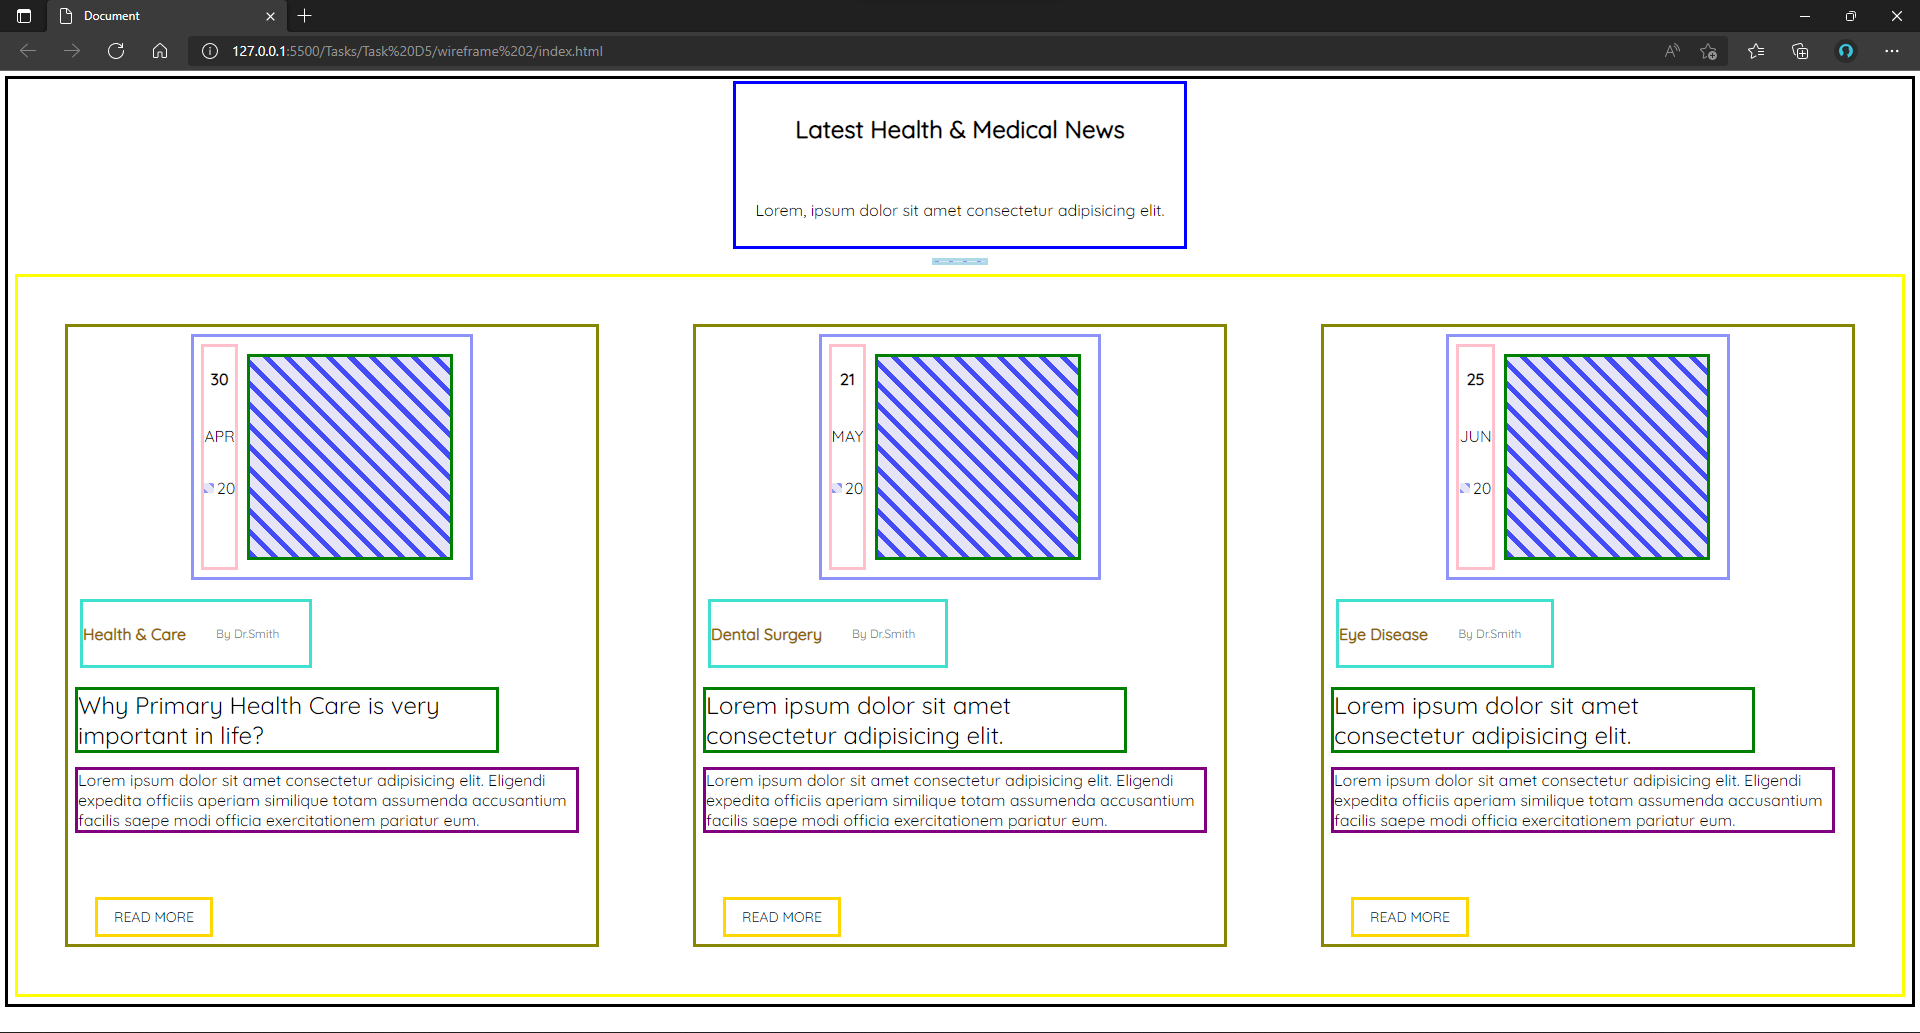 Document
127.0.0.1:5500/Tasks/Task%20D5/wireframe%202/index.html
Latest Health & Medical News
Lorem, ipsum dolor sit amet consectetur adipisicing elit.
30
APR
20
Health & Care By Dr.Smith
Why Primary Health Care is very
important in life?
Lorem ipsum dolor sit amet consectetur adipisicing elit. Eligendi
expedita officiis aperiam similique totam assumenda accusantium
facilis saepe modi officia exercitationem pariatur eum.
READ MORE
21
MAY
20
Dental Surgery By Dr.Smith
Lorem ipsum dolor sit amet
consectetur adipisicing elit.
Lorem ipsum dolor sit amet consectetur adipisicing elit. Eligendi
expedita officiis aperiam similique totam assumenda accusantium
facilis saepe modi officia exercitationem pariatur eum.
READ MORE
25
JUN
20
Eye Disease By Dr.Smith
Lorem ipsum dolor sit amet
consectetur adipisicing elit.
Lorem ipsum dolor sit amet consectetur adipisicing elit. Eligendi
expedita officiis aperiam similique totam assumenda accusantium
facilis saepe modi officia exercitationem pariatur eum.
READ MORE